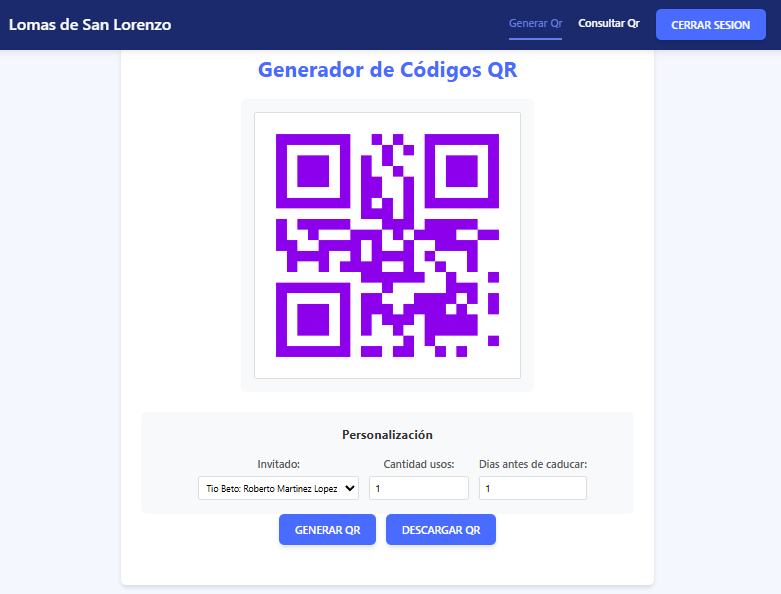 Lomas de San Lorenzo
Generar Qr
Consultar Qr
CERRAR SESION
Generador de Códigos QR
Personalización
Invitado:
Cantidad usos:
Dias antes de caducar:
Tio Beto: Roberto Martinez Lopez
1
1
GENERAR QR
DESCARGAR QR